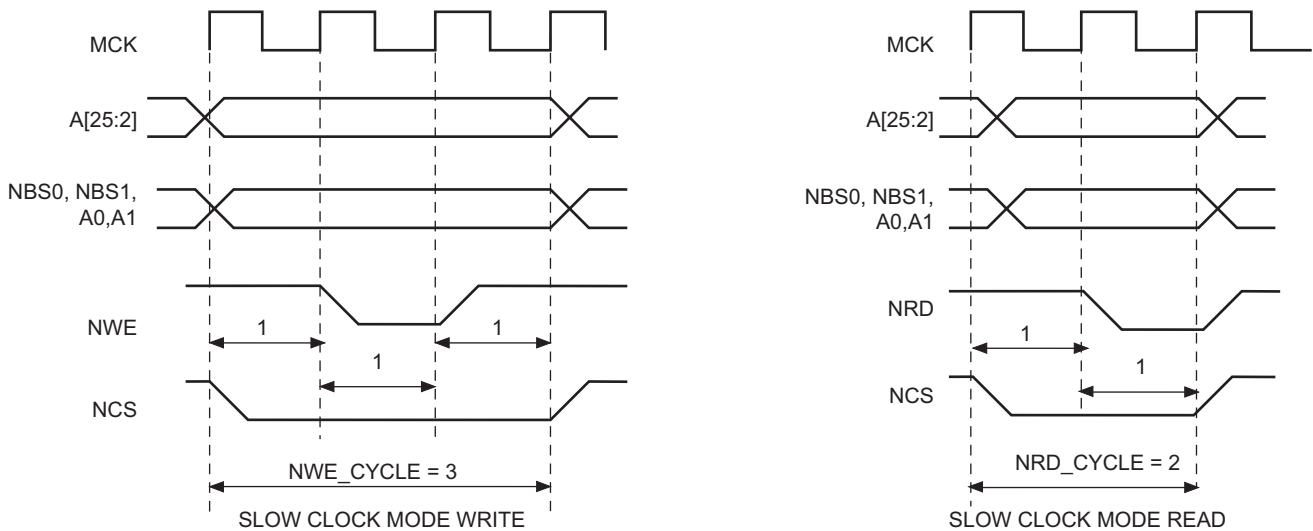 MCK
A[25:2]
NBS0, NBS1,
A0,A1
NWE
1
1
1
NCS
NWE_CYCLE = 3
SLOW CLOCK MODE WRITE
MCK
A[25:2]
NBS0, NBS1,
A0,A1
NRD
1
1
NCS
NRD_CYCLE = 2
SLOW CLOCK MODE READ